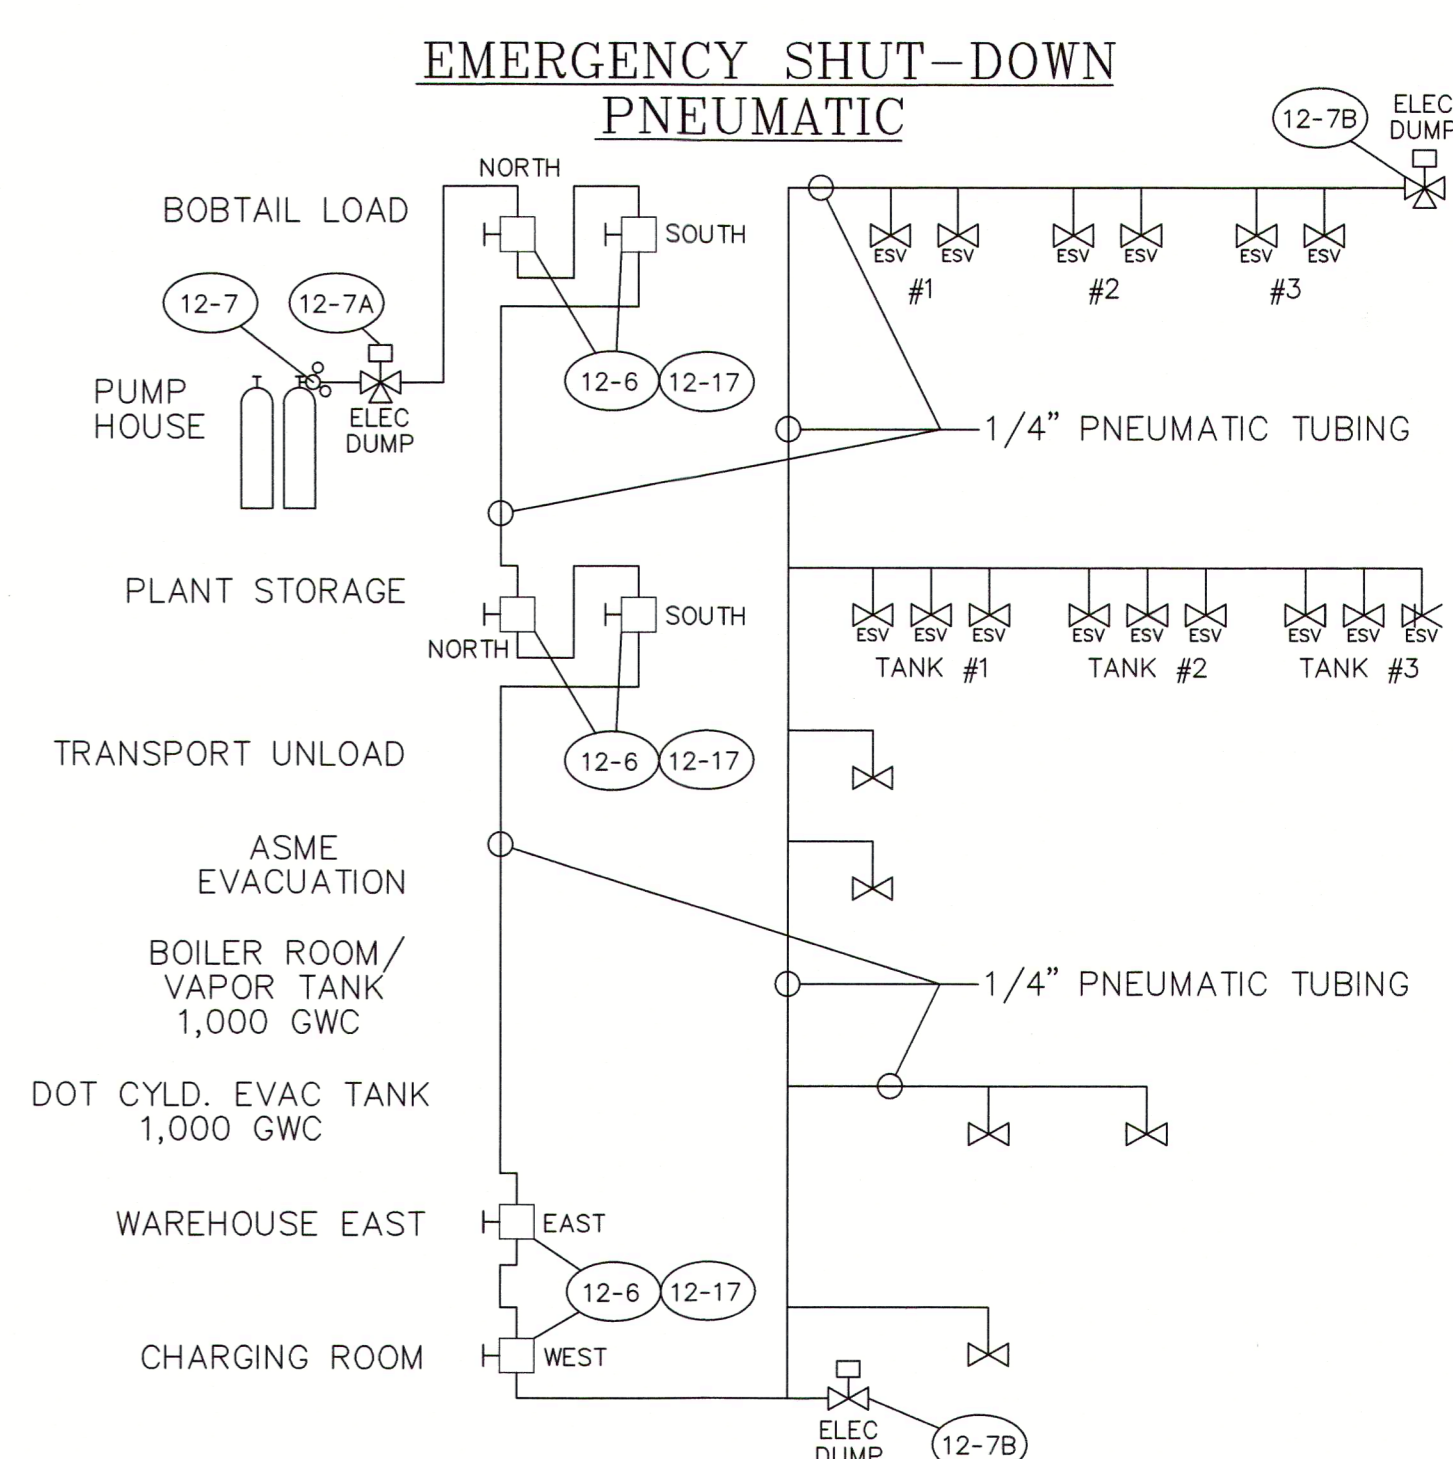 EMERGENCY SHUT-DOWN
PNEUMATIC
12-7B
ELEC
DUMP
NORTH
BOBTAIL LOAD
SOUTH
ESV ESV ESV ESV ESV ESV
#1 #2 #3
12-7 12-7A
PUMP
HOUSE
ELEC
DUMP
12-6 12-17
1/4” PNEUMATIC TUBING
PLANT STORAGE
SOUTH
NORTH
ESV ESV ESV ESV ESV ESV ESV ESV ESV
TANK #1 TANK #2 TANK #3
TRANSPORT UNLOAD
12-6 12-17
ASME
EVACUATION
BOILER ROOM/
VAPOR TANK
1,000 GWC
1/4” PNEUMATIC TUBING
DOT CYLD. EVAC TANK
1,000 GWC
WAREHOUSE EAST
EAST
12-6 12-17
CHARGING ROOM
WEST
ELEC
DUMP
12-7B